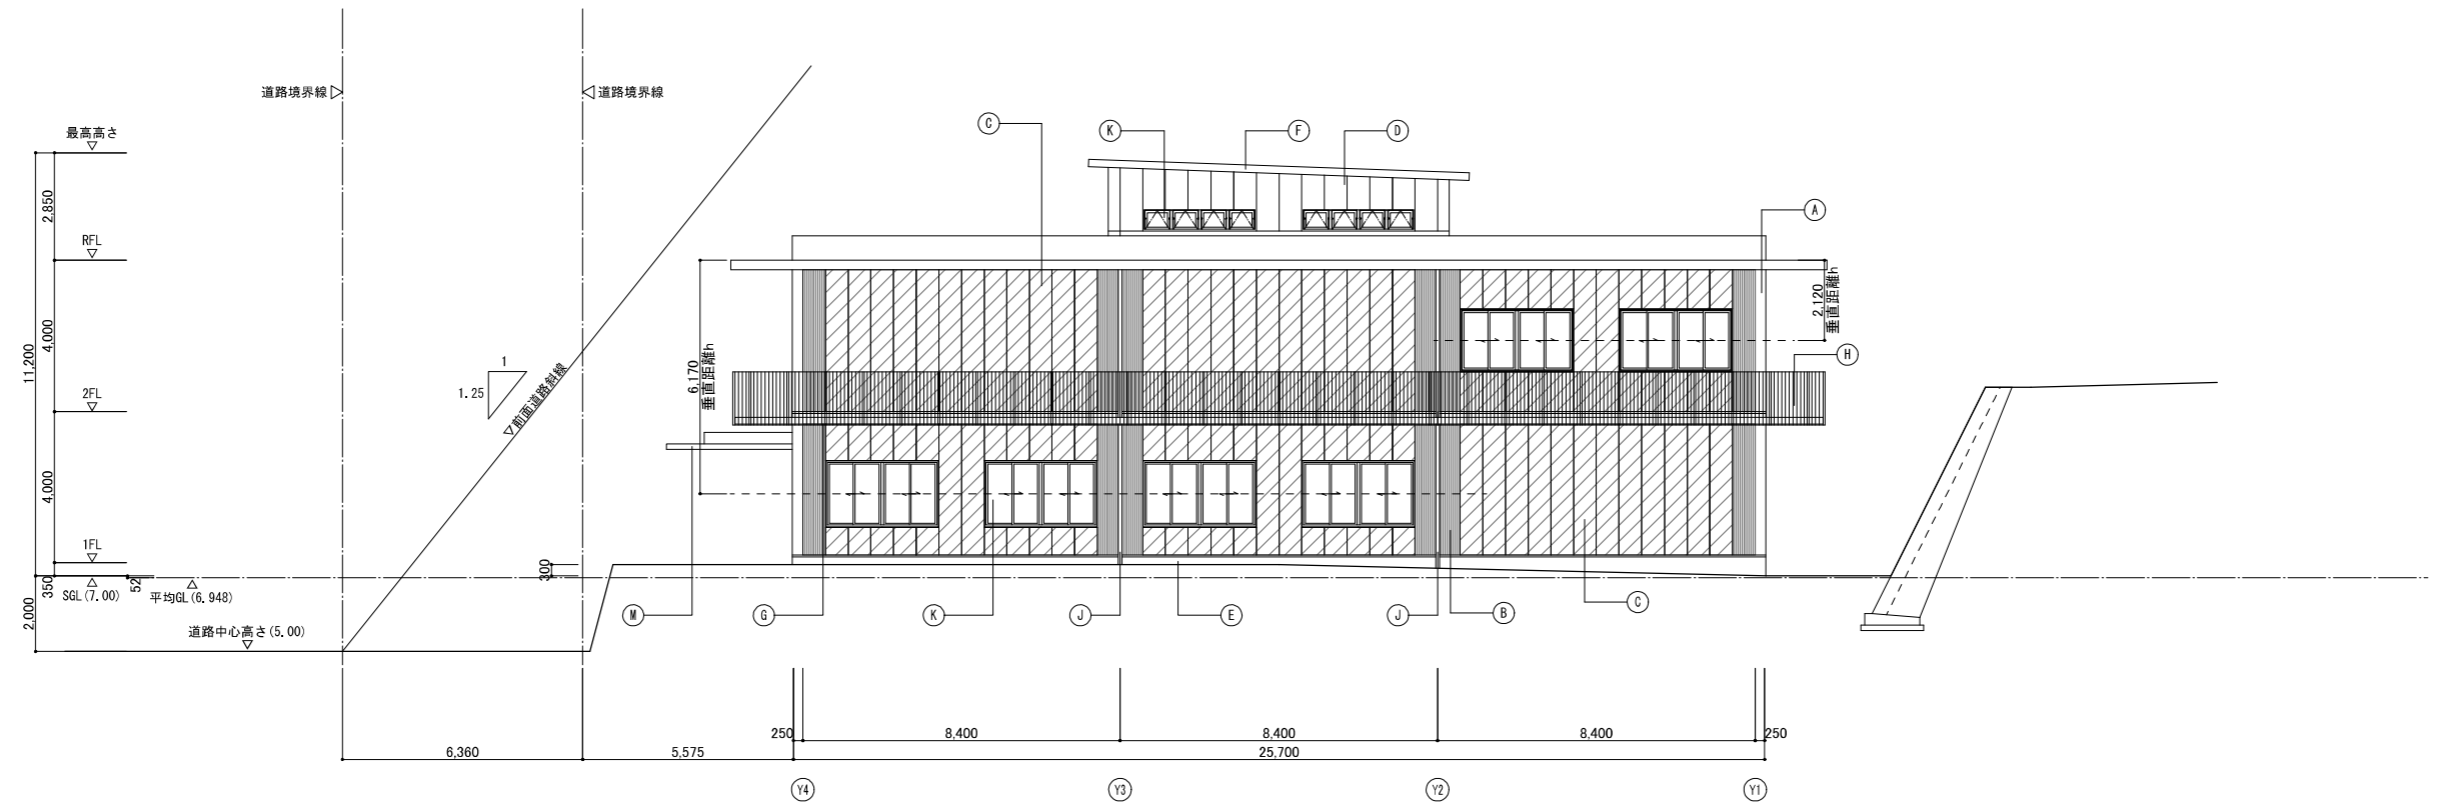 道路境界線
道路境界線
最高高さ
C
K
F
D
2,850
A
RFL
4,000
11,200
6,170
垂直距離h
2,120
垂直距離h
1
1.25
▽前面道路斜線
H
2FL
4,000
1FL
300
350
SGL(7.00)
52
平均GL(6.948)
2,000
道路中心高さ(5.00)
M
G
K
J
E
J
B
C
250
8,400
8,400
8,400
250
6,360
5,575
25,700
Y4
Y3
Y2
Y1